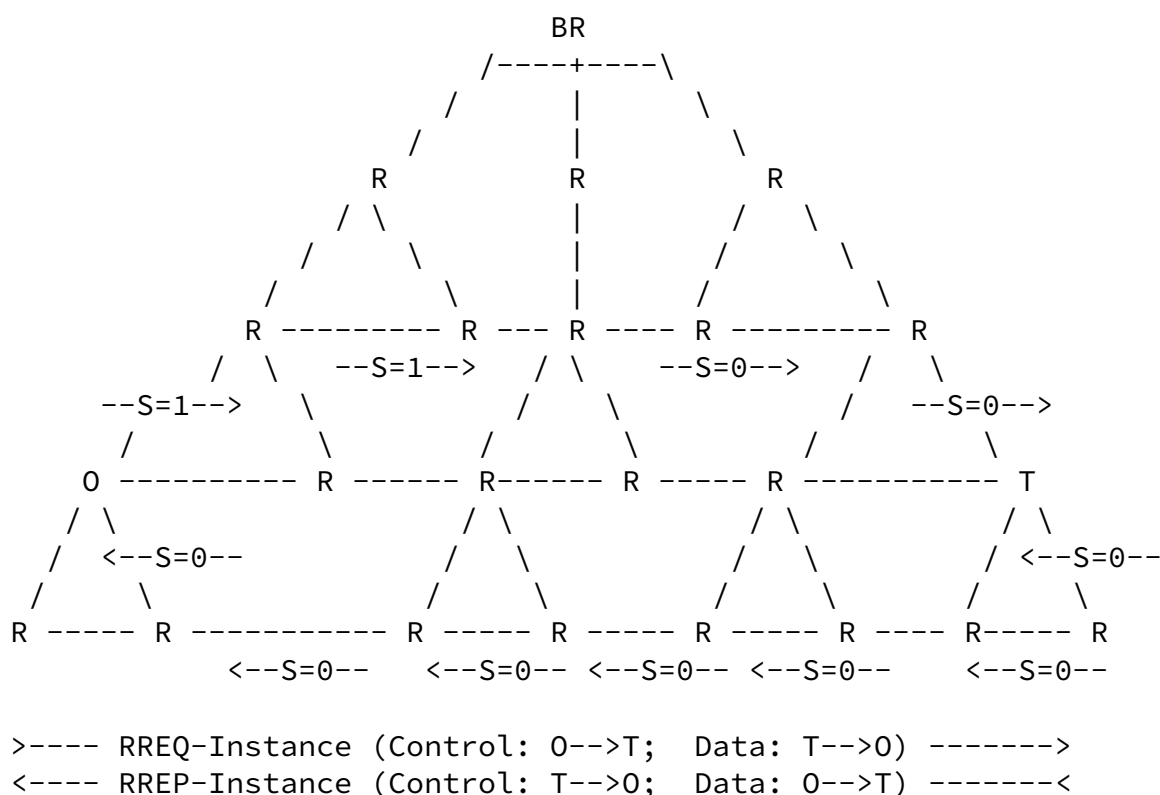 BR
/----+----\
/ | \
/ | \
R R R
/ \ | / \
/ \ | / \
/ \ | / \
R --------- R --- R ---- R --------- R
/ \ --S=1--> / \ --S=0--> / \
--S=1--> \ / \ / --S=0-->
/ \ / \ / \
O ---------- R ------ R------ R ----- R ----------- T
/ \ / \ / \ / \
/ <--S=0-- / \ / \ / <--S=0--
/ \ / \ / \ / \
R ----- R ----------- R ----- R ----- R ----- R ---- R----- R
<--S=0-- <--S=0-- <--S=0-- <--S=0-- <--S=0--
>---- RREQ-Instance (Control: O-->T; Data: T-->O) ------->
<---- RREP-Instance (Control: T-->O; Data: O-->T) -------<